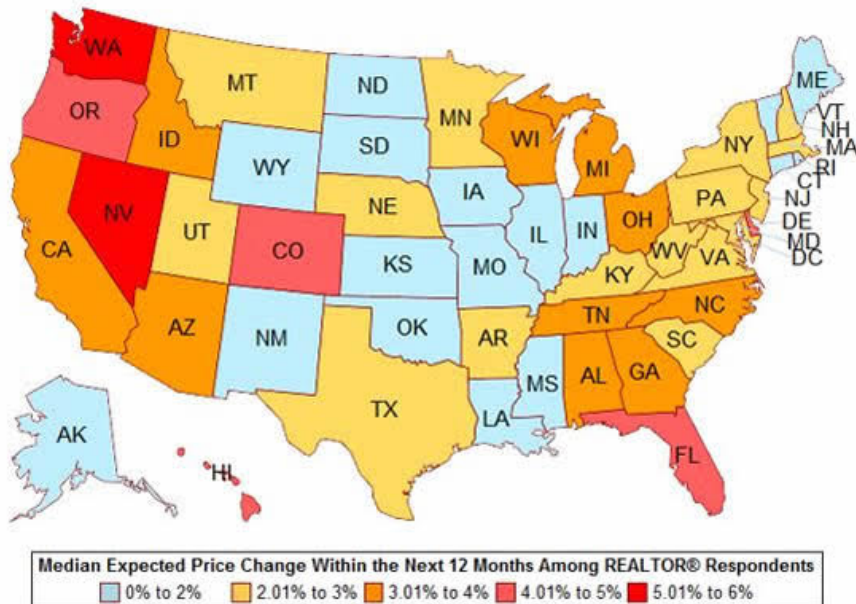 WA
MT
ND
MN
ME
OR
ID
WY
SD
WI
MI
NY
VT
NH
MA
RI
CT
NV
UT
NE
IA
PA
NJ
CA
CO
KS
MO
IL
IN
OH
WV
VA
DE
MD
DC
KY
AZ
NM
OK
AR
TN
NC
SC
TX
LA
MS
AL
GA
AK
HI
FL
Median Expected Price Change Within the Next 12 Months Among REALTOR® Respondents
0% to 2% 2.01% to 3% 3.01% to 4% 4.01% to 5% 5.01% to 6%